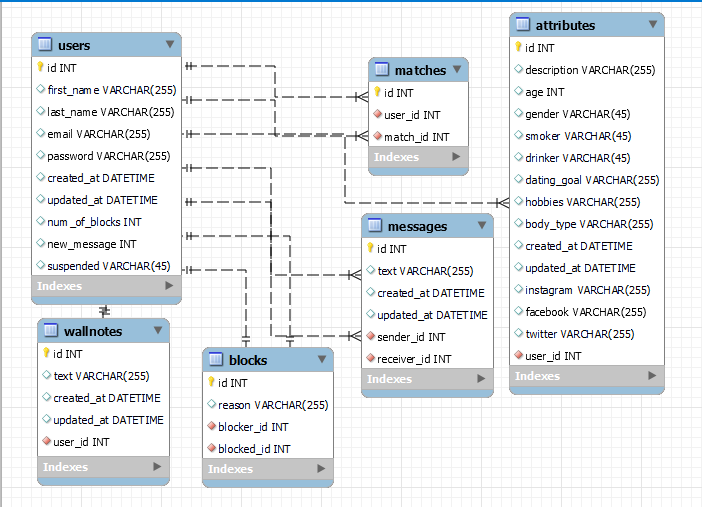 users
id INT
first_name VARCHAR(255)
last_name VARCHAR(255)
email VARCHAR(255)
password VARCHAR(255)
created_at DATETIME
updated_at DATETIME
num_of_blocks INT
new_message INT
suspended VARCHAR(45)
Indexes
matches
id INT
user_id INT
match_id INT
Indexes
attributes
id INT
description VARCHAR(255)
age INT
gender VARCHAR(45)
smoker VARCHAR(45)
drinker VARCHAR(45)
dating_goal VARCHAR(255)
hobbies VARCHAR(255)
body_type VARCHAR(255)
created_at DATETIME
updated_at DATETIME
instagram VARCHAR(255)
facebook VARCHAR(255)
twitter VARCHAR(255)
user_id INT
Indexes
messages
id INT
text VARCHAR(255)
created_at DATETIME
updated_at DATETIME
sender_id INT
receiver_id INT
Indexes
wallnotes
id INT
text VARCHAR(255)
created_at DATETIME
updated_at DATETIME
user_id INT
Indexes
blocks
id INT
reason VARCHAR(255)
blocker_id INT
blocked_id INT
Indexes